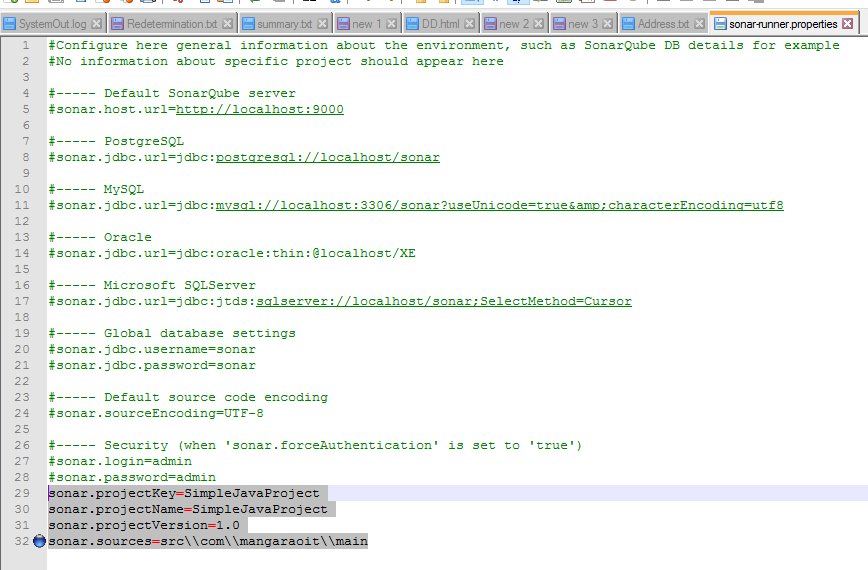 SystemOut.log Redetermination.txt summary.txt new 1 DD.html new 2 new 3 Address.txt sonar-runner.properties
1 #Configure here general information about the environment, such as SonarQube DB details for example
2 #No information about specific project should appear here
3
4 #----- Default SonarQube server
5 #sonar.host.url=http://localhost:9000
6
7 #----- PostgreSQL
8 #sonar.jdbc.url=jdbc:postgresql://localhost/sonar
9
10 #----- MySQL
11 #sonar.jdbc.url=jdbc:mysql://localhost:3306/sonar?useUnicode=true&amp;characterEncoding=utf8
12
13 #----- Oracle
14 #sonar.jdbc.url=jdbc:oracle:thin:@localhost/XE
15
16 #----- Microsoft SQLServer
17 #sonar.jdbc.url=jdbc:jtds:sqlserver://localhost/sonar;SelectMethod=Cursor
18
19 #----- Global database settings
20 #sonar.jdbc.username=sonar
21 #sonar.jdbc.password=sonar
22
23 #----- Default source code encoding
24 #sonar.sourceEncoding=UTF-8
25
26 #----- Security (when 'sonar.forceAuthentication' is set to 'true')
27 #sonar.login=admin
28 #sonar.password=admin
29 sonar.projectKey=SimpleJavaProject
30 sonar.projectName=SimpleJavaProject
31 sonar.projectVersion=1.0
32 sonar.sources=src\\com\\mangaraoit\\main